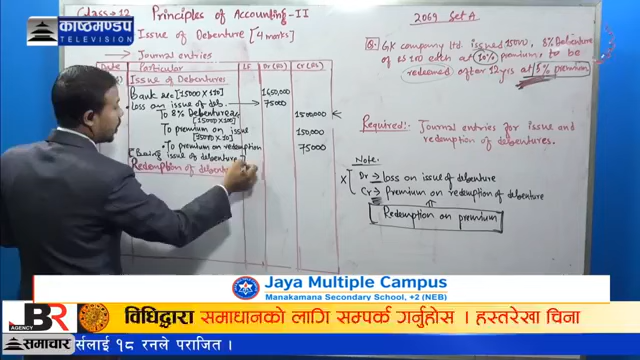 काष्ठमण्डप
TELEVISION
Class-12 Principles of Accounting-II
Issue of Debenture [4 marks]
Journal entries
Date Particular LF Dr (Rs) Cr (Rs)
Issue of Debentures
Bank a/c [15000 X 110] 1650,000
• Loss on issue of deb. 75000
To 8% Debenture a/c 1500000
[15000 X 100]
To premium on issue 150,000
• To premium on redemption 75000
[Being issue of debenture]
Redemption of debent
2069 Set A
Q: GK company Ltd. issued 15000, 8% Debenture
of Rs 100 each at 10% premium, to be
redeemed after 12 yrs at 5% premium
Required: Journal entries for issue and
redemption of debentures.
Note:
X Dr → Loss on issue of debenture
Cr → Premium on redemption of debenture
Redemption on premium
Jaya Multiple Campus
Manakamana Secondary School, +2 (NEB)
JBR
AGENCY
विधिद्वारा समाधानको लागि सम्पर्क गर्नुहोस । हस्तरेखा चिना
समाचार
र्सलाई १८ रनले पराजित ।